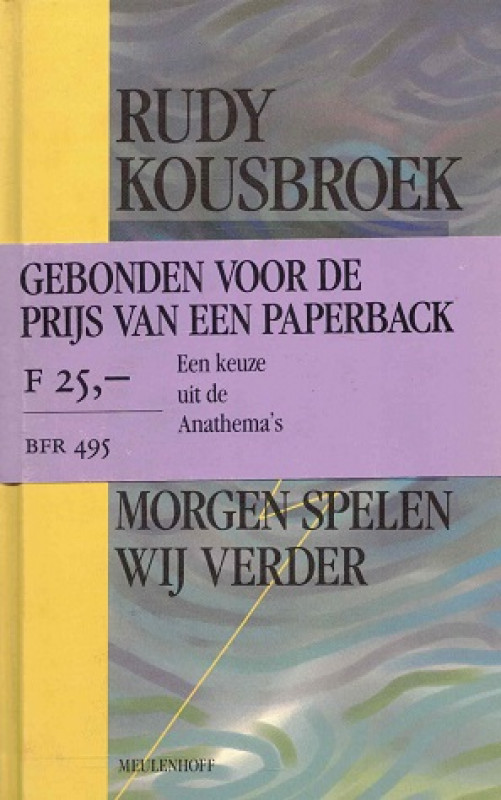 RUDY
KOUSBROEK
GEBONDEN VOOR DE
PRIJS VAN EEN PAPERBACK
F 25,—
BFR 495
Een keuze
uit de
Anathema's
MORGEN SPELEN
WIJ VERDER
MEULENHOFF